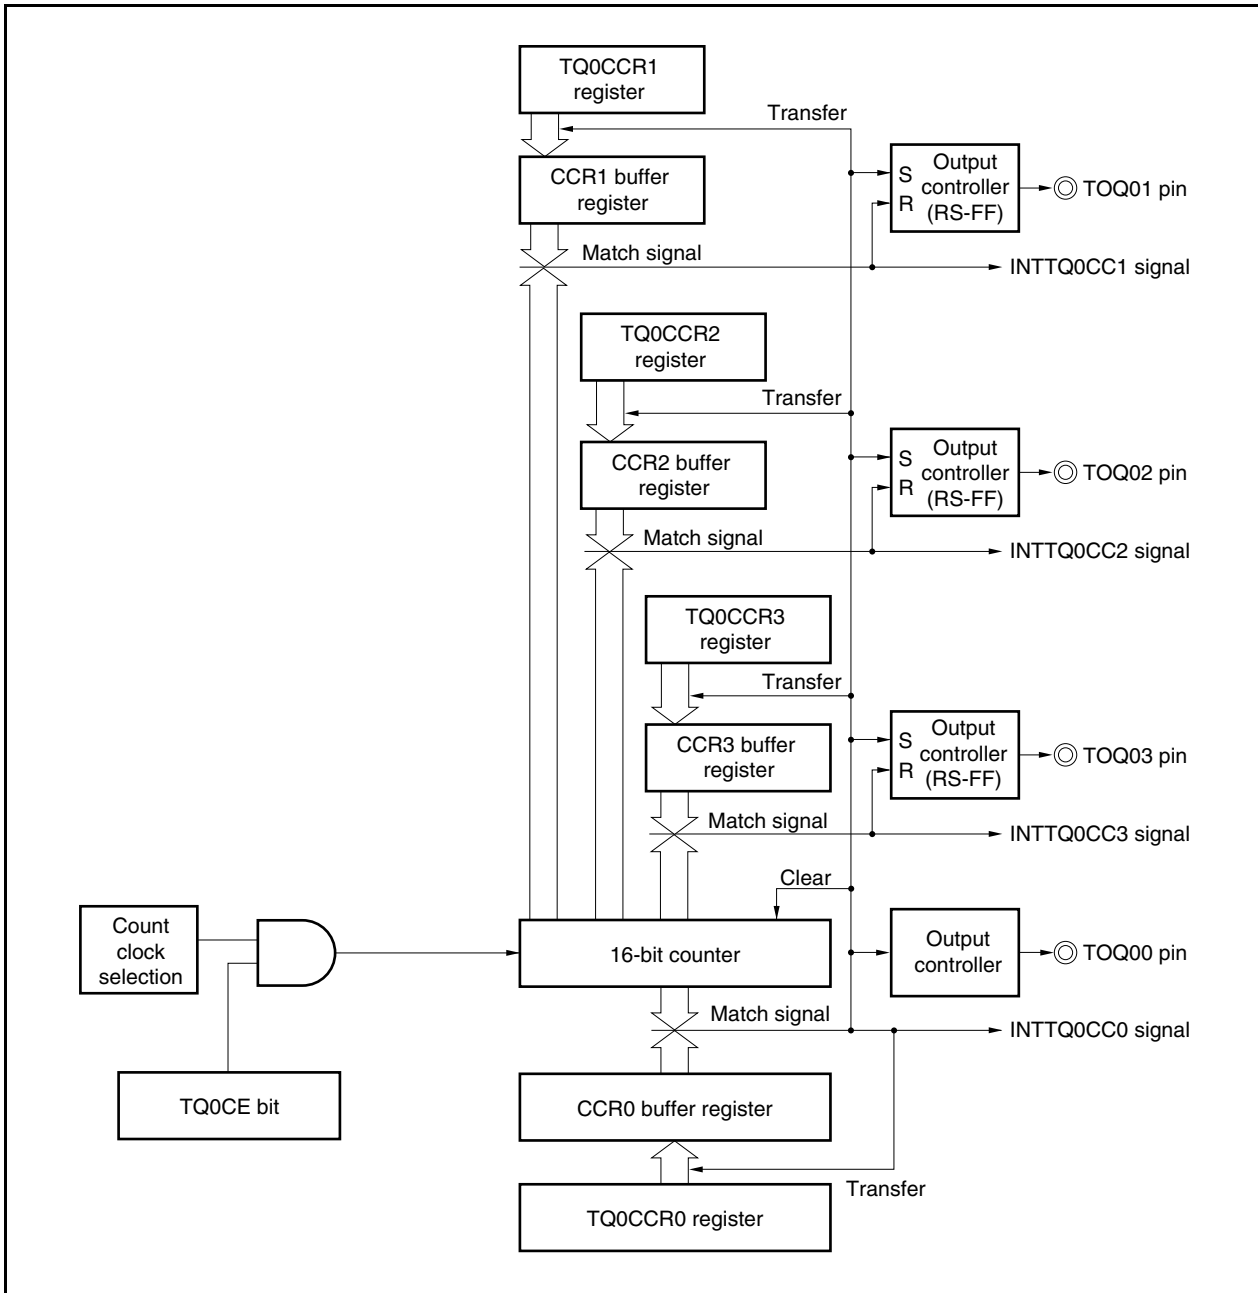 TQ0CCR1
register
Transfer
CCR1 buffer
register
S
R
Output
controller
(RS-FF)
TOQ01 pin
Match signal
INTTQ0CC1 signal
TQ0CCR2
register
Transfer
CCR2 buffer
register
S
R
Output
controller
(RS-FF)
TOQ02 pin
Match signal
INTTQ0CC2 signal
TQ0CCR3
register
Transfer
CCR3 buffer
register
S
R
Output
controller
(RS-FF)
TOQ03 pin
Match signal
INTTQ0CC3 signal
Clear
Count
clock
selection
16-bit counter
Output
controller
TOQ00 pin
Match signal
INTTQ0CC0 signal
TQ0CE bit
CCR0 buffer register
Transfer
TQ0CCR0 register